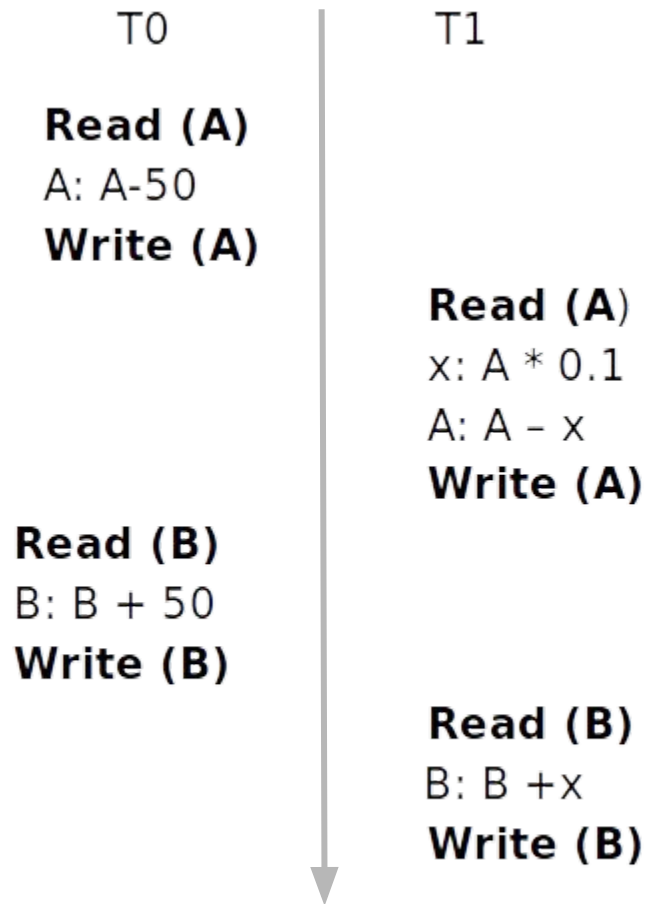 T0 T1
Read (A)
A: A-50
Write (A)
Read (A)
x: A * 0.1
A: A – x
Write (A)
Read (B)
B: B + 50
Write (B)
Read (B)
B: B +x
Write (B)